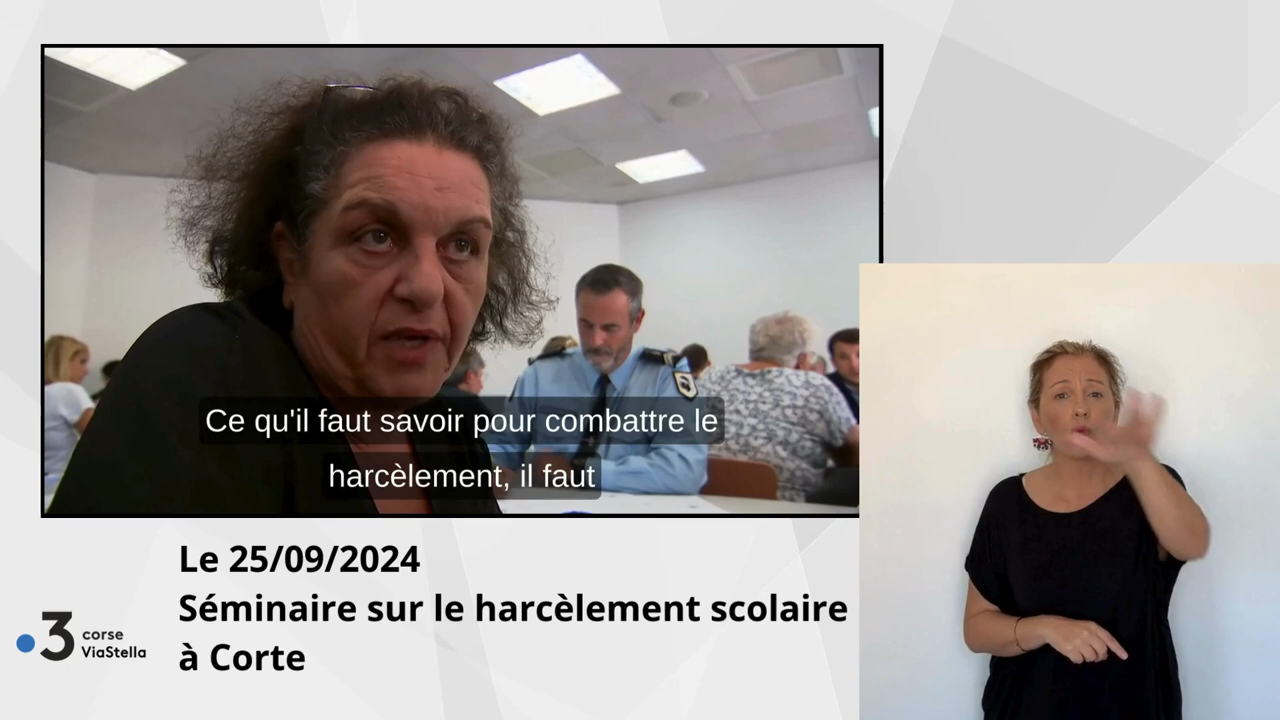 Ce qu'il faut savoir pour combattre le
harcèlement, il faut
Le 25/09/2024
Séminaire sur le harcèlement scolaire
à Corte
3 corse
ViaStella